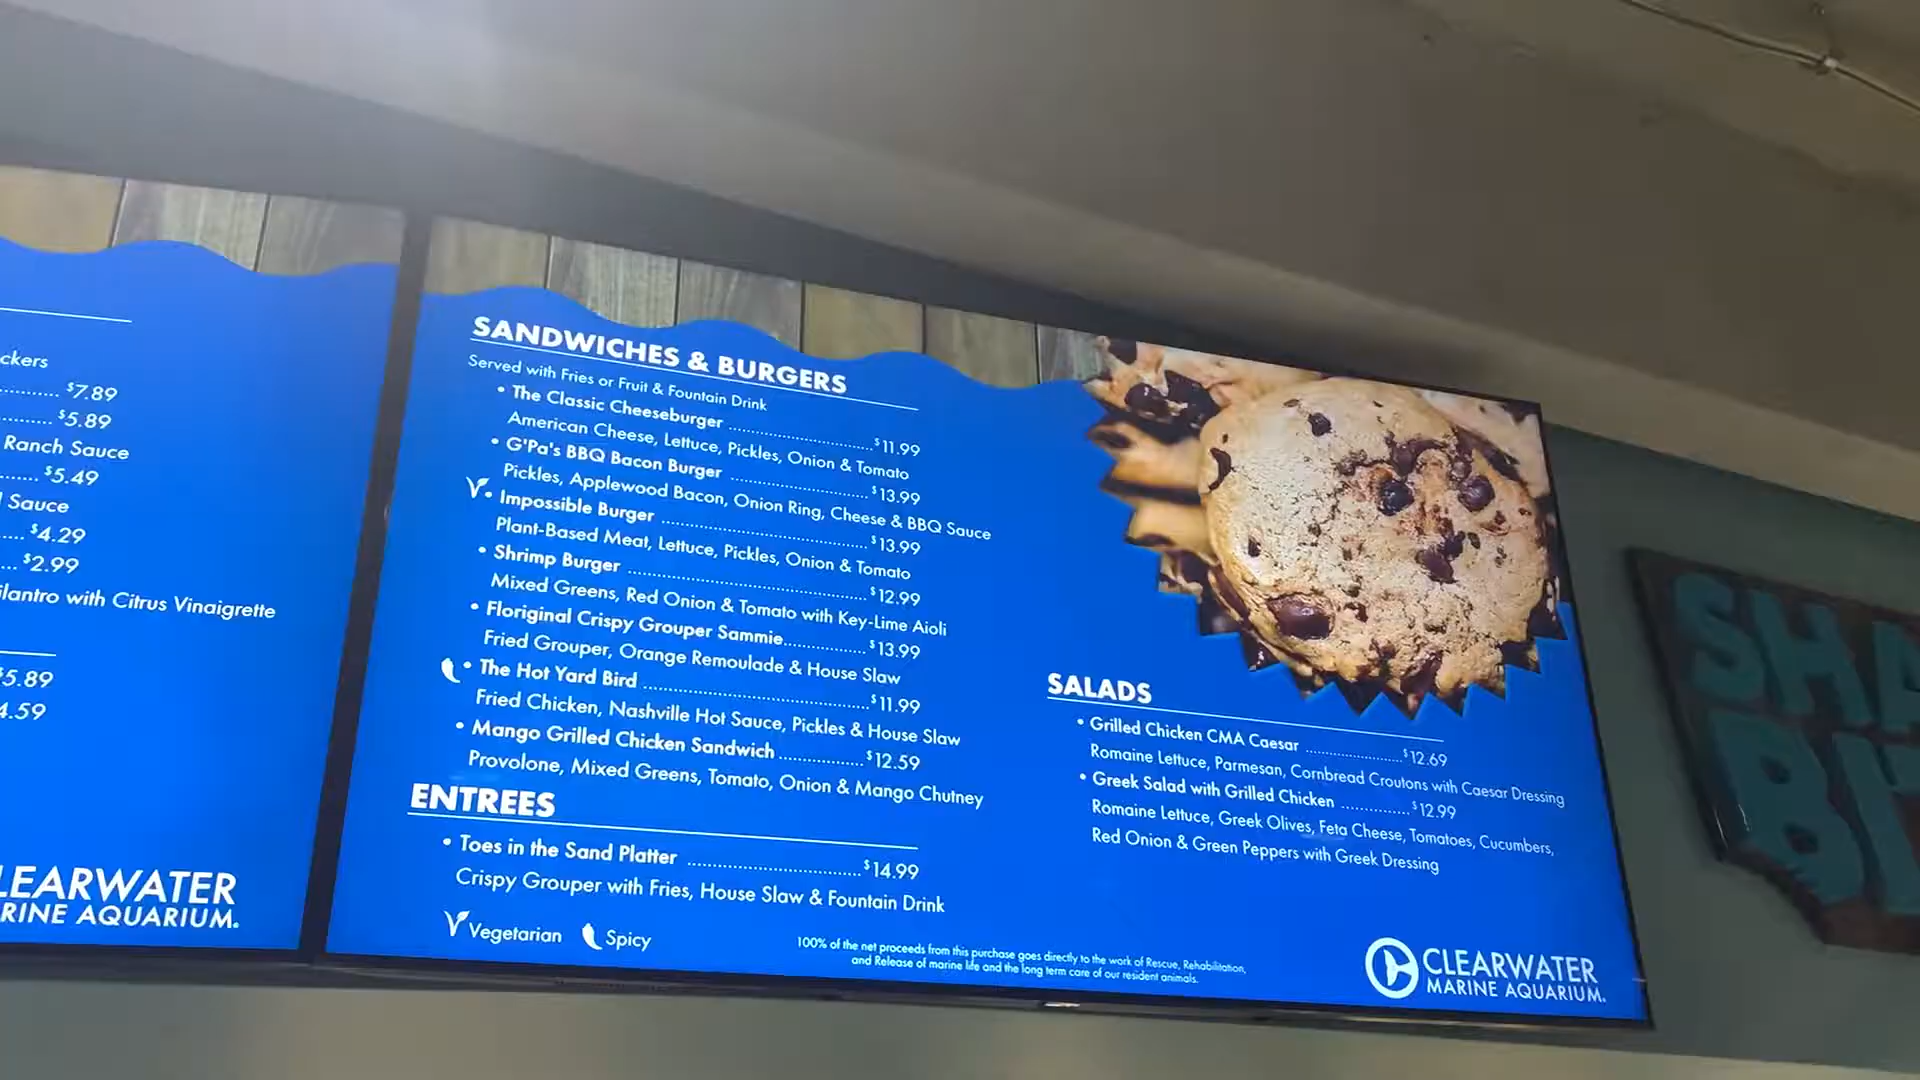 ckers
$7.89
$5.89
Ranch Sauce
$5.49
Sauce
$4.29
$2.99
ilantro with Citrus Vinaigrette
$5.89
4.59
LEARWATER
RINE AQUARIUM.
SANDWICHES & BURGERS
Served with Fries or Fruit & Fountain Drink
• The Classic Cheeseburger ........................ $11.99
American Cheese, Lettuce, Pickles, Onion & Tomato
• G'Pa's BBQ Bacon Burger ........................ $13.99
Pickles, Applewood Bacon, Onion Ring, Cheese & BBQ Sauce
V • Impossible Burger ........................ $13.99
Plant-Based Meat, Lettuce, Pickles, Onion & Tomato
• Shrimp Burger ........................ $12.99
Mixed Greens, Red Onion & Tomato with Key-Lime Aioli
• Floriginal Crispy Grouper Sammie ............... $13.99
Fried Grouper, Orange Remoulade & House Slaw
• The Hot Yard Bird ........................ $11.99
Fried Chicken, Nashville Hot Sauce, Pickles & House Slaw
• Mango Grilled Chicken Sandwich ............... $12.59
Provolone, Mixed Greens, Tomato, Onion & Mango Chutney
ENTREES
• Toes in the Sand Platter ........................ $14.99
Crispy Grouper with Fries, House Slaw & Fountain Drink
V Vegetarian Spicy
SALADS
• Grilled Chicken CMA Caesar ................ $12.69
Romaine Lettuce, Parmesan, Cornbread Croutons with Caesar Dressing
• Greek Salad with Grilled Chicken ............ $12.99
Romaine Lettuce, Greek Olives, Feta Cheese, Tomatoes, Cucumbers,
Red Onion & Green Peppers with Greek Dressing
100% of the net proceeds from this purchase goes directly to the work of Rescue, Rehabilitation,
and Release of marine life and the long term care of our resident animals.
CLEARWATER
MARINE AQUARIUM.
SHA
BI